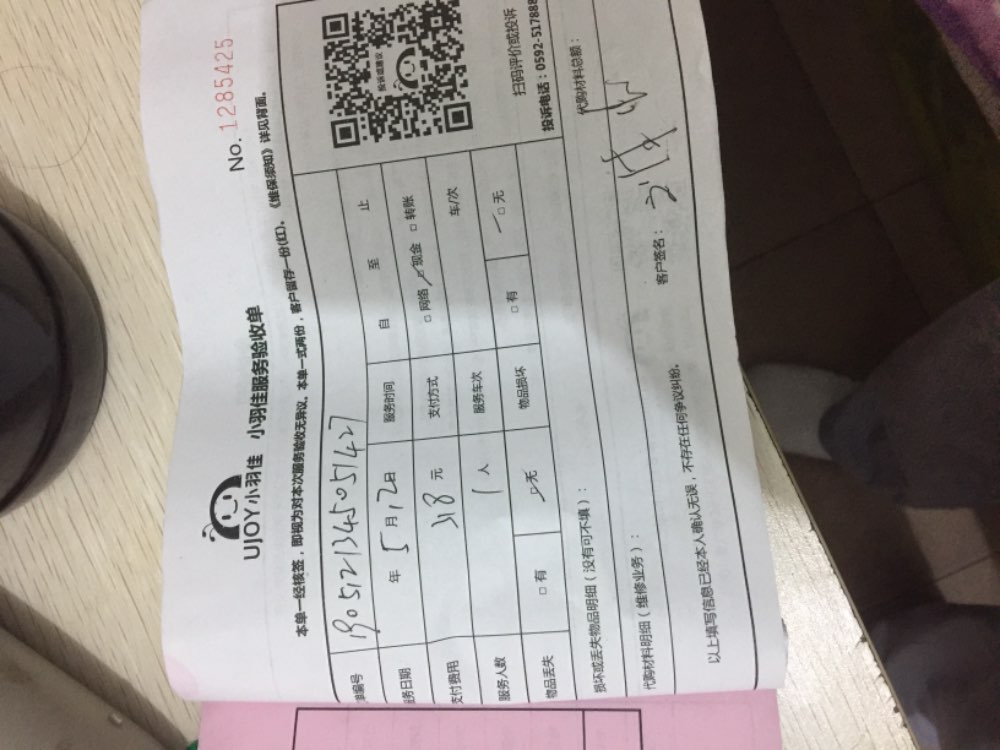 No. 1285425
UJOY小羽佳 小羽佳服务验收单
本单一经核签，即视为对本次服务验收无异议。本单一式两份，客户留存一份(红)。《维保须知》详见背面。
单编号 1905121345051427
务日期 年 5 月 12 日 服务时间 自 至 止
支付费用 318 元 支付方式 □ 网络 ☑ 现金 □ 转账
服务人数 1 人 服务车次 车/次
物品丢失 □ 有 ☑ 无 物品损坏 □ 有 □ 无
投诉或建议
扫码评价或投诉
投诉电话：0592-517888
损坏或丢失物品明细（没有可不填）：
代购材料明细（维修业务）： 代购材料总额：
以上填写信息已经本人确认无误，不存在任何争议纠纷。 客户签名：